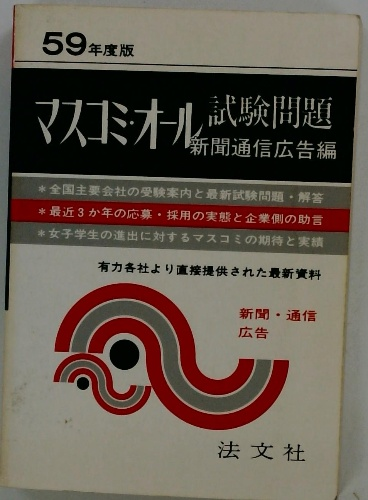 59年度版
マスコミ・オール試験問題
新聞通信広告編
＊全国主要会社の受験案内と最新試験問題・解答
＊最近3か年の応募・採用の実態と企業側の助言
＊女子学生の進出に対するマスコミの期待と実績
有力各社より直接提供された最新資料
新聞・通信
広告
法文社